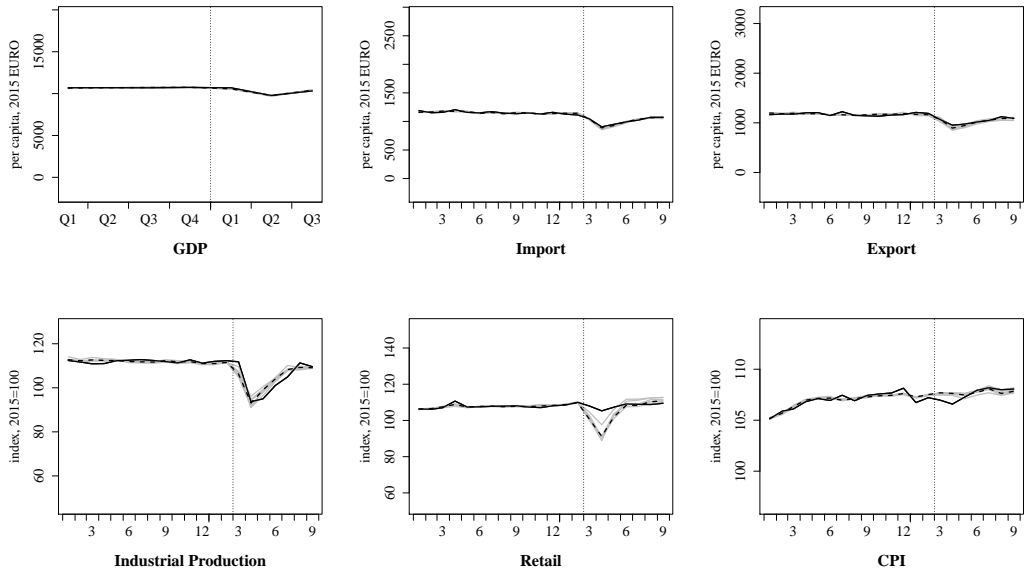 per capita, 2015 EURO
0 5000 15000
Q1 Q2 Q3 Q4 Q1 Q2 Q3
GDP
per capita, 2015 EURO
0 500 1500 2500
3 6 9 12 3 6 9
Import
per capita, 2015 EURO
0 1000 2000 3000
3 6 9 12 3 6 9
Export
index, 2015=100
60 80 100 120
3 6 9 12 3 6 9
Industrial Production
index, 2015=100
60 80 100 120 140
3 6 9 12 3 6 9
Retail
index, 2015=100
100 105 110
3 6 9 12 3 6 9
CPI